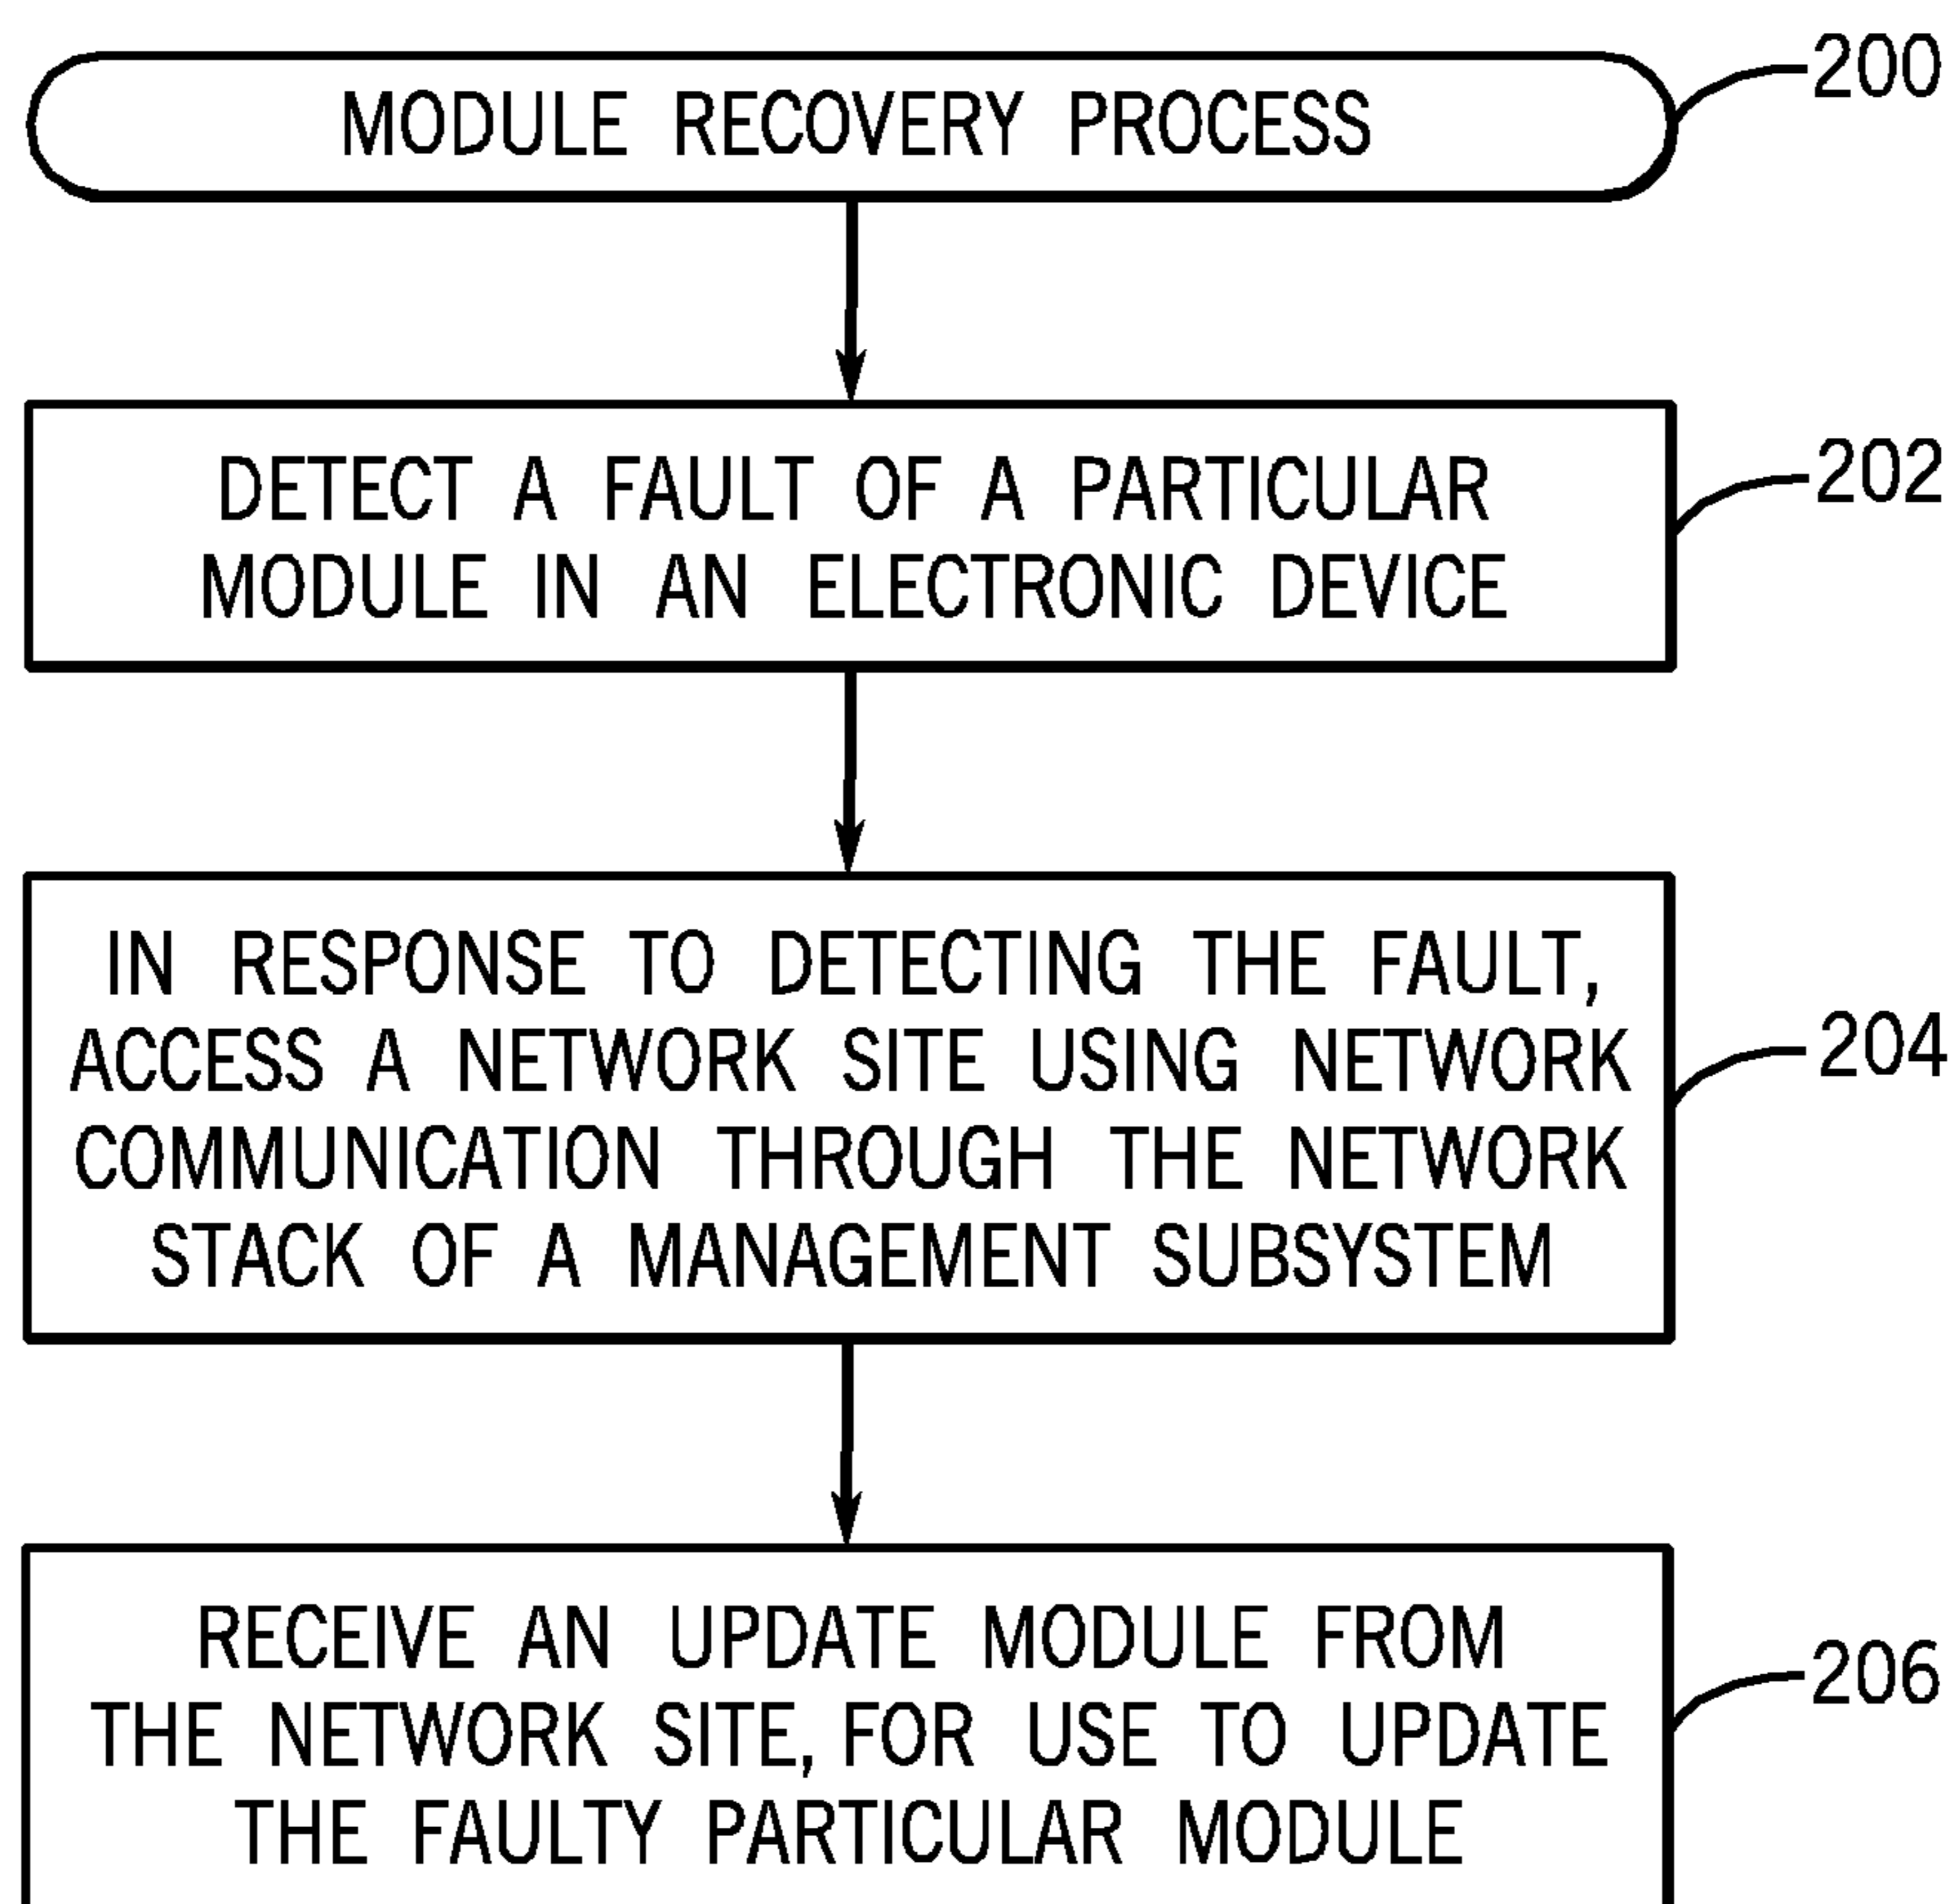 MODULE RECOVERY PROCESS
200
DETECT A FAULT OF A PARTICULAR
MODULE IN AN ELECTRONIC DEVICE
202
IN RESPONSE TO DETECTING THE FAULT,
ACCESS A NETWORK SITE USING NETWORK
COMMUNICATION THROUGH THE NETWORK
STACK OF A MANAGEMENT SUBSYSTEM
204
RECEIVE AN UPDATE MODULE FROM
THE NETWORK SITE, FOR USE TO UPDATE
THE FAULTY PARTICULAR MODULE
206